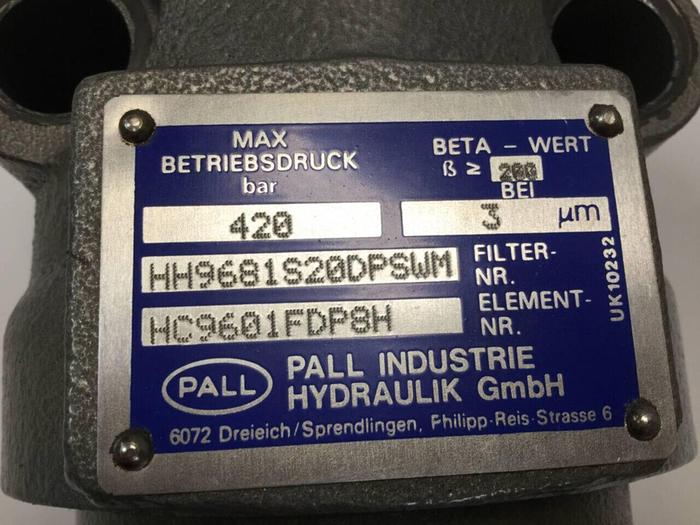 MAX
BETRIEBSDRUCK
bar
420
BETA – WERT
ß ≥ 200
BEI
3 µm
HH9681S20DPSWM
FILTER-
NR.
HC9601FDP8H
ELEMENT-
NR.
UK10232
PALL
PALL INDUSTRIE
HYDRAULIK GmbH
6072 Dreieich/Sprendlingen, Philipp-Reis-Strasse 6